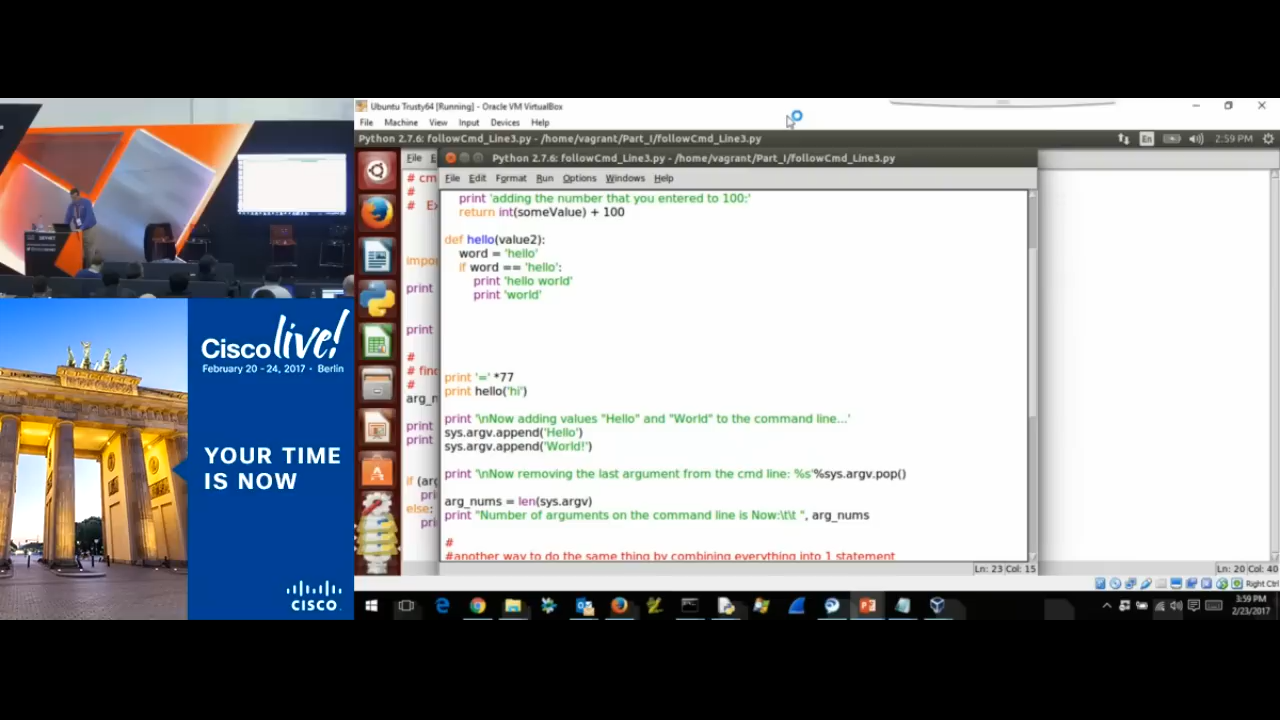 Ubuntu Trusty64 [Running] - Oracle VM VirtualBox
File Machine View Input Devices Help
Python 2.7.6: followCmd_Line3.py - /home/vagrant/Part_I/followCmd_Line3.py
En
2:59 PM
Python 2.7.6: followCmd_Line3.py - /home/vagrant/Part_I/followCmd_Line3.py
File E
File Edit Format Run Options Windows Help
# cm
#
# Ex
impor
print
print
#
# fin
#
arg_n
print
print
if (arg
pri
else:
pri
print 'adding the number that you entered to 100:'
return int(someValue) + 100
def hello(value2):
word = 'hello'
if word == 'hello':
print 'hello world'
print 'world'
print '=' *77
print hello('hi')
print '\nNow adding values "Hello" and "World" to the command line...'
sys.argv.append('Hello')
sys.argv.append('World!')
print '\nNow removing the last argument from the cmd line: %s'%sys.argv.pop()
arg_nums = len(sys.argv)
print "Number of arguments on the command line is Now:\t\t ", arg_nums
#
#another way to do the same thing by combining everything into 1 statement
Ln: 23 Col: 15
Ln: 20 Col: 40
Right Ctrl
3:59 PM
2/23/2017
Cisco live!
February 20 - 24, 2017 · Berlin
YOUR TIME
IS NOW
CISCO